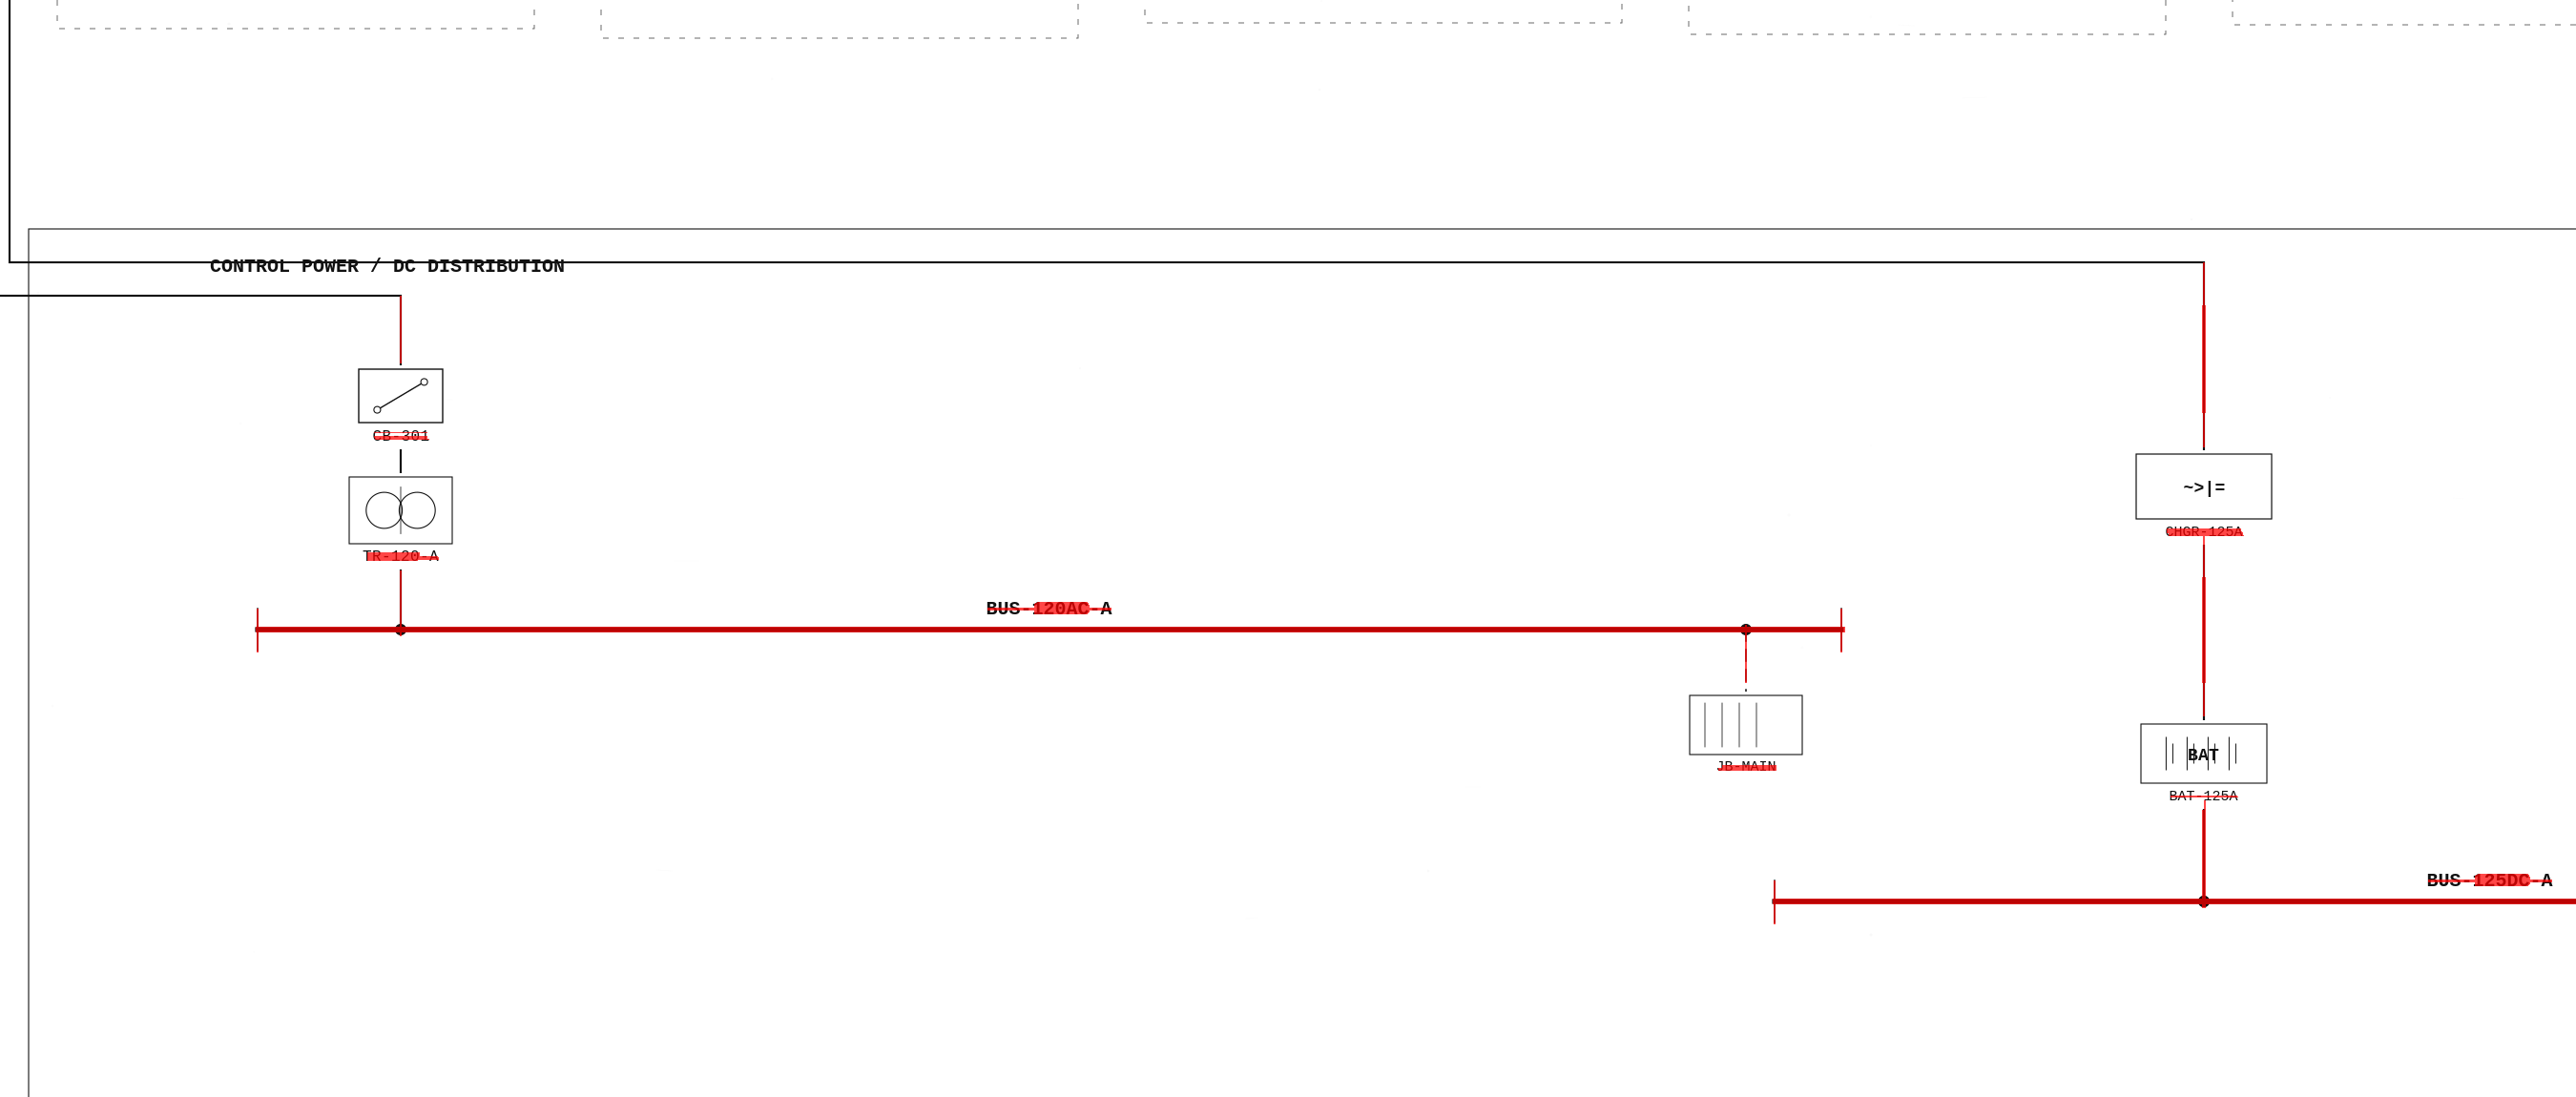 CONTROL POWER / DC DISTRIBUTION
CB-301
~>|=
CHGR-125A
TR-120-A
BUS-120AC-A
BAT
JB-MAIN
BAT-125A
BUS-125DC-A